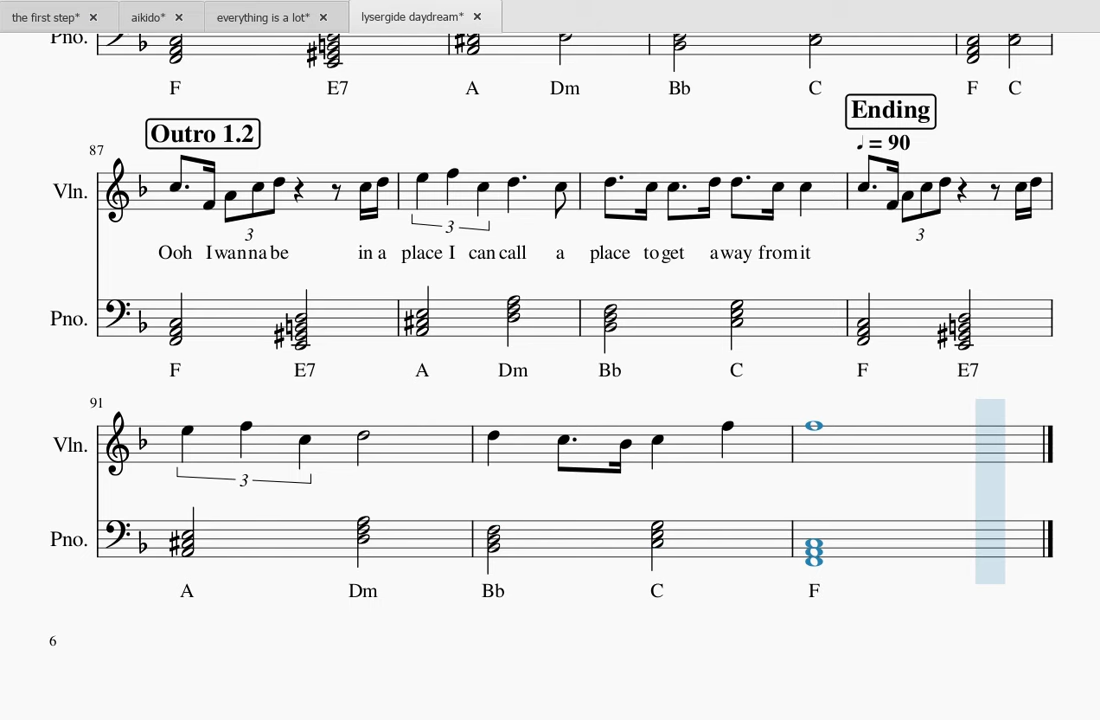 the first step* × aikido* × everything is a lot* × lysergide daydream* ×
Pno.
F E7 A Dm Bb C F C
Outro 1.2 Ending
87 ♩ = 90
Vln.
3 3 3
Ooh I wanna be in a place I can call a place to get away from it
Pno.
F E7 A Dm Bb C F E7
91
Vln.
3
Pno.
A Dm Bb C F
6